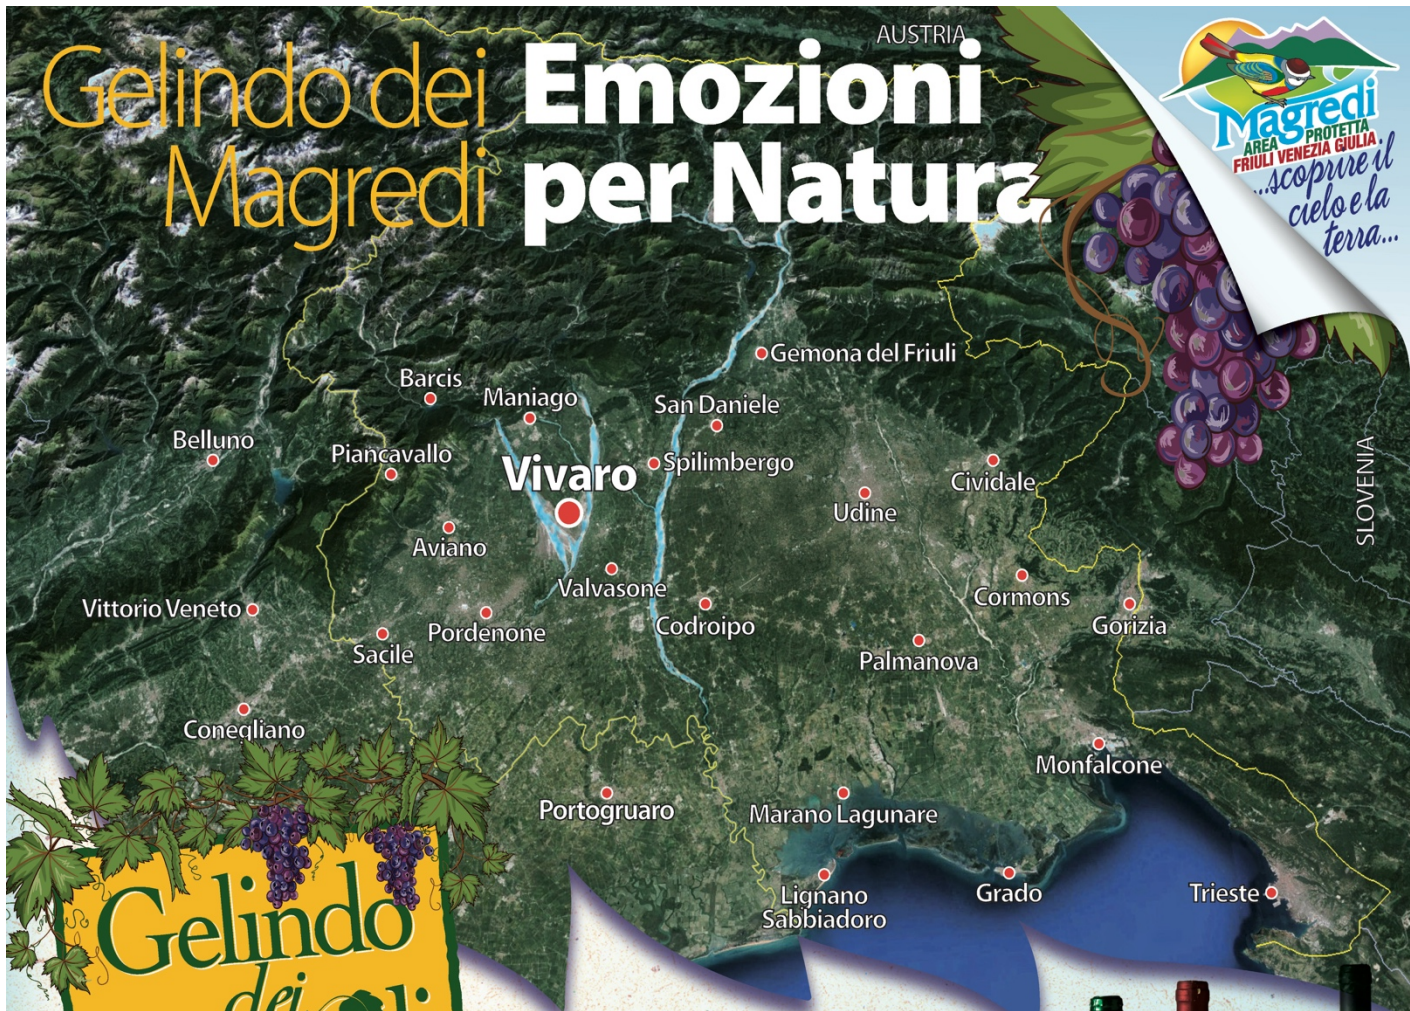 AUSTRIA
Gelindo dei
Magredi
Emozioni
per Natura
Magredi
AREA PROTETTA
FRIULI VENEZIA GIULIA
...scoprire il
cielo e la
terra...
Gemona del Friuli
Barcis
Maniago
San Daniele
Belluno
Piancavallo
Vivaro
Spilimbergo
Cividale
SLOVENIA
Udine
Aviano
Valvasone
Cormons
Vittorio Veneto
Pordenone
Codroipo
Gorizia
Sacile
Palmanova
Conegliano
Monfalcone
Portogruaro
Marano Lagunare
Lignano
Sabbiadoro
Grado
Trieste
Gelindo
dei